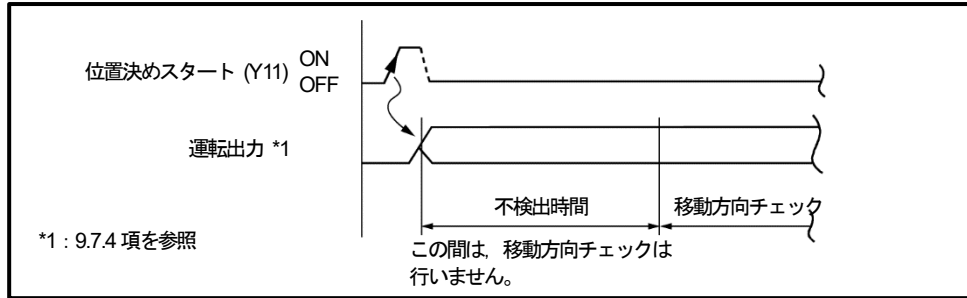 位置決めスタート (Y11) ON
OFF
運転出力 *1
不検出時間 移動方向チェック
*1 : 9.7.4 項を参照
この間は，移動方向チェックは
行いません。